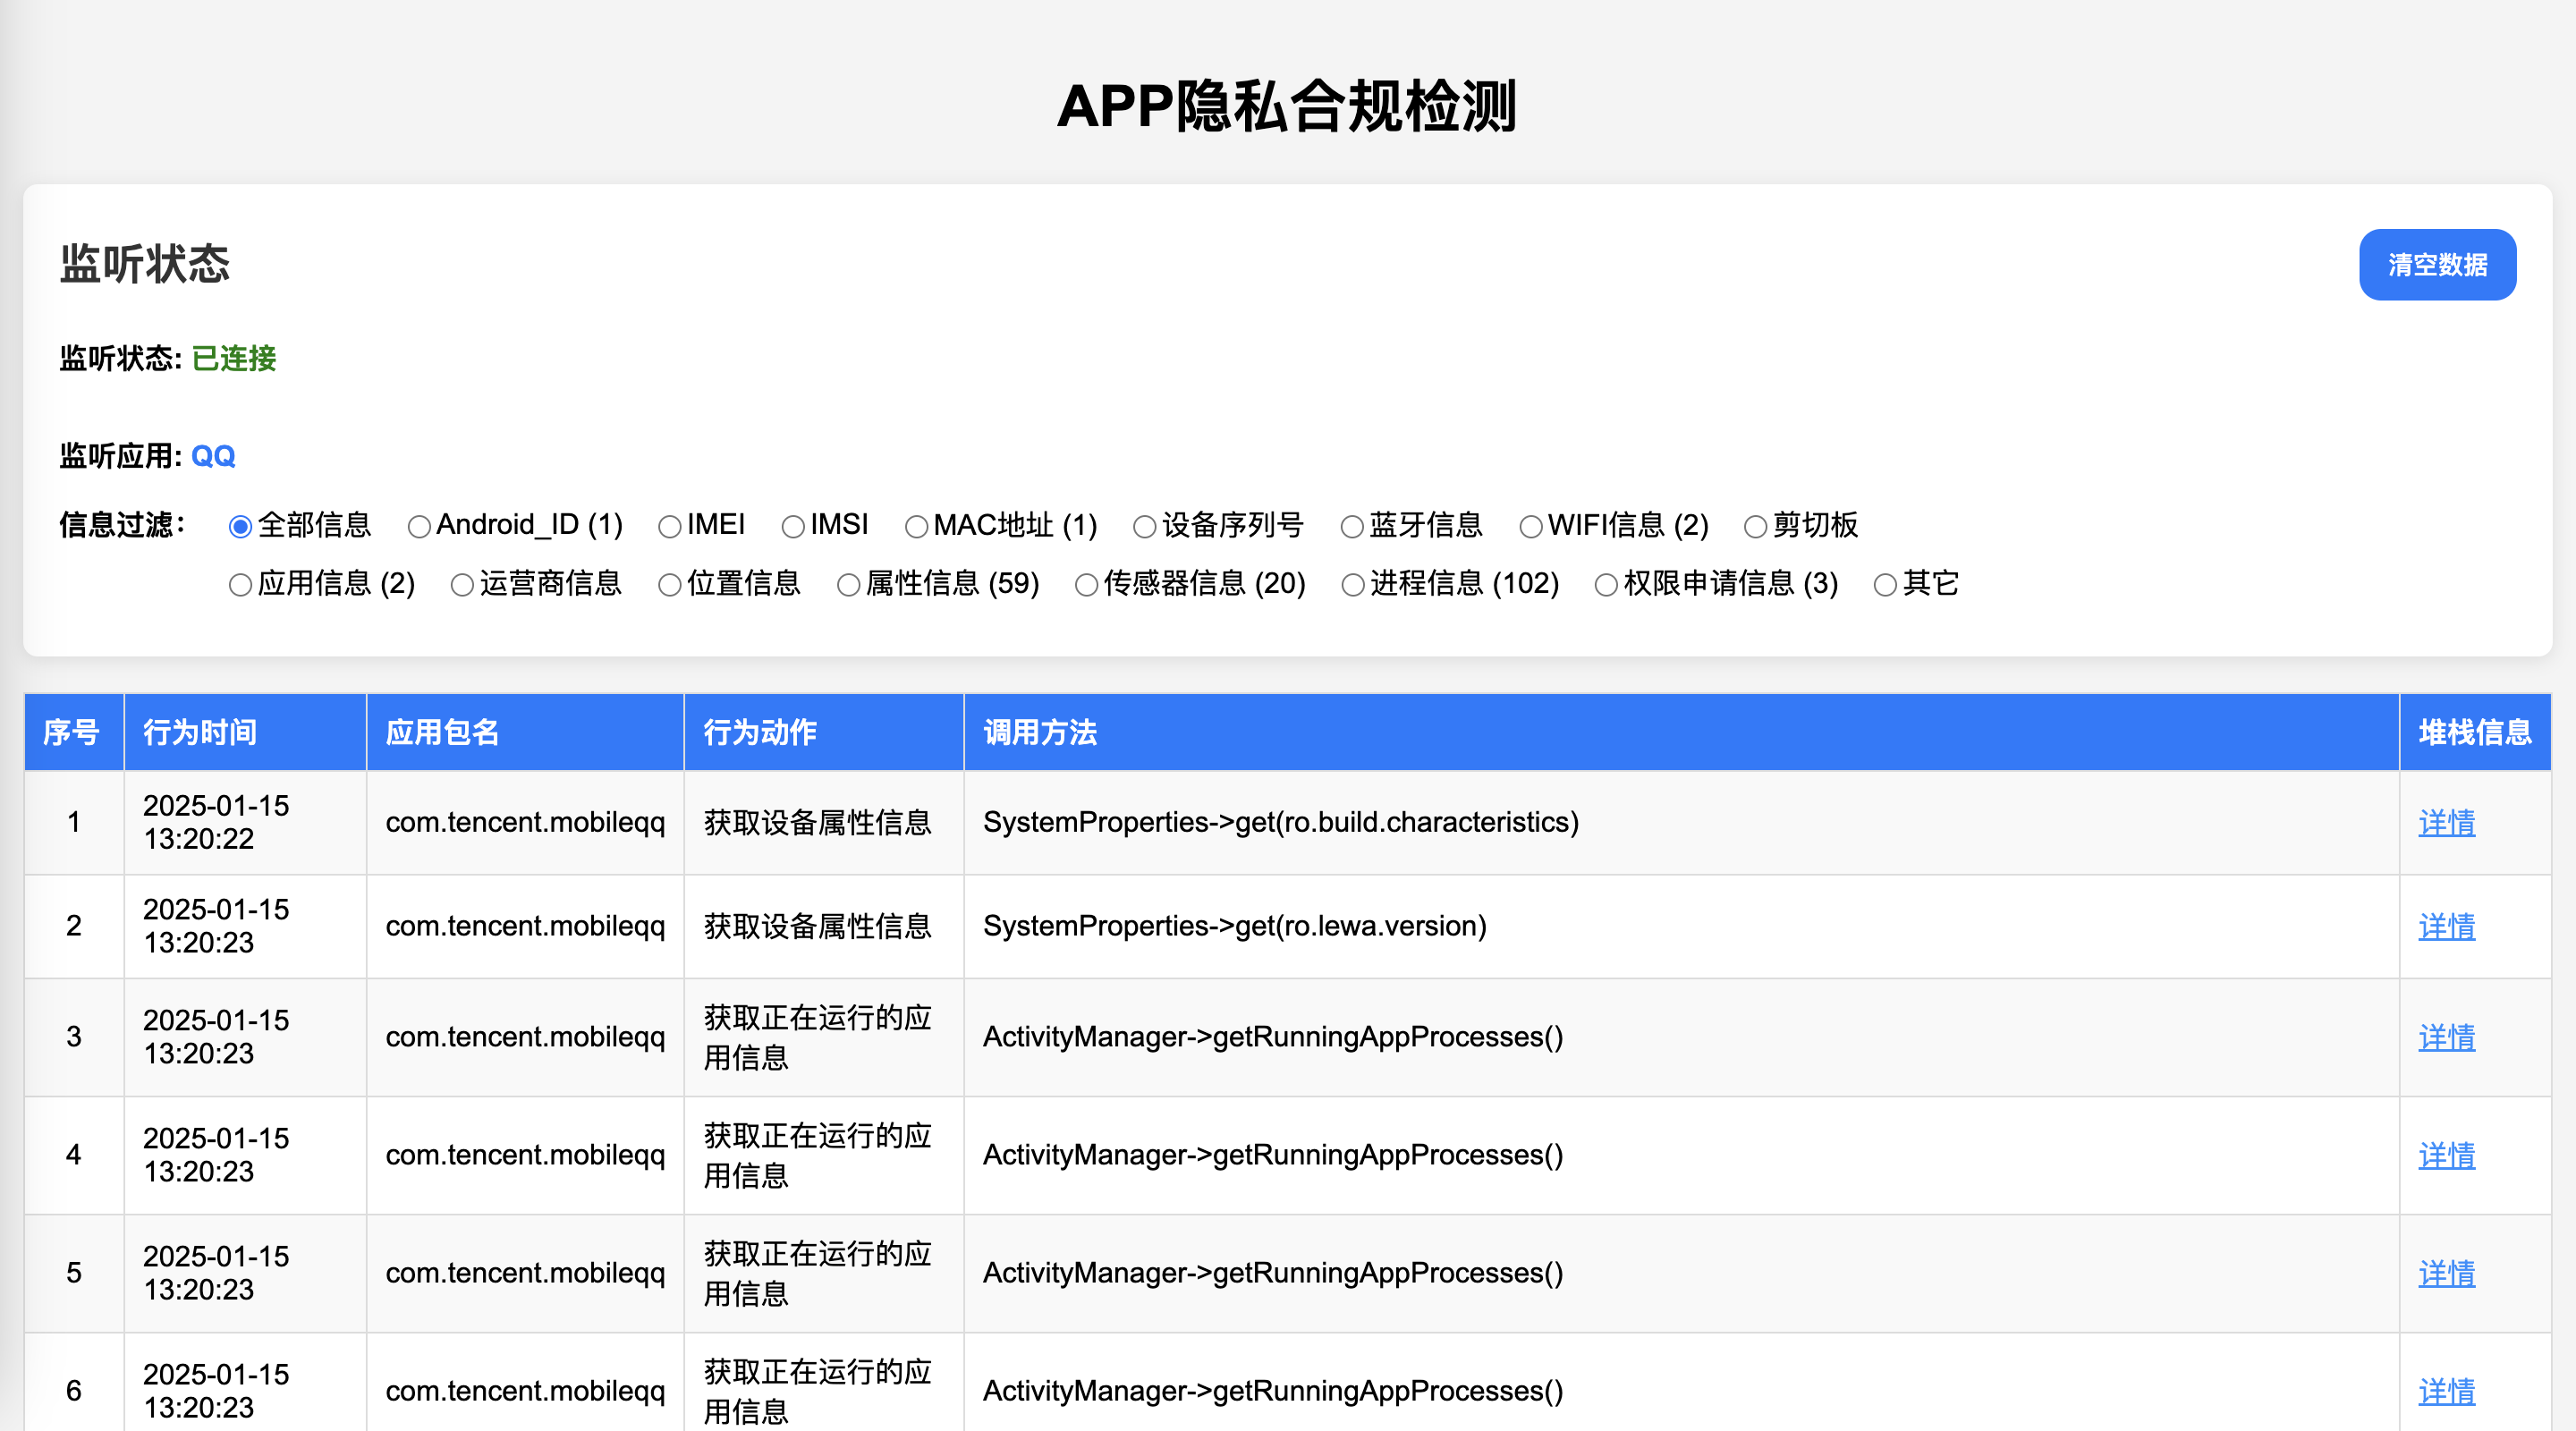 APP隐私合规检测
监听状态
清空数据
监听状态: 已连接
监听应用: QQ
信息过滤： 全部信息 Android_ID (1) IMEI IMSI MAC地址 (1) 设备序列号 蓝牙信息 WIFI信息 (2) 剪切板
应用信息 (2) 运营商信息 位置信息 属性信息 (59) 传感器信息 (20) 进程信息 (102) 权限申请信息 (3) 其它
序号 行为时间 应用包名 行为动作 调用方法 堆栈信息
1 2025-01-15
13:20:22 com.tencent.mobileqq 获取设备属性信息 SystemProperties->get(ro.build.characteristics) 详情
2 2025-01-15
13:20:23 com.tencent.mobileqq 获取设备属性信息 SystemProperties->get(ro.lewa.version) 详情
3 2025-01-15
13:20:23 com.tencent.mobileqq 获取正在运行的应
用信息 ActivityManager->getRunningAppProcesses() 详情
4 2025-01-15
13:20:23 com.tencent.mobileqq 获取正在运行的应
用信息 ActivityManager->getRunningAppProcesses() 详情
5 2025-01-15
13:20:23 com.tencent.mobileqq 获取正在运行的应
用信息 ActivityManager->getRunningAppProcesses() 详情
6 2025-01-15
13:20:23 com.tencent.mobileqq 获取正在运行的应
用信息 ActivityManager->getRunningAppProcesses() 详情